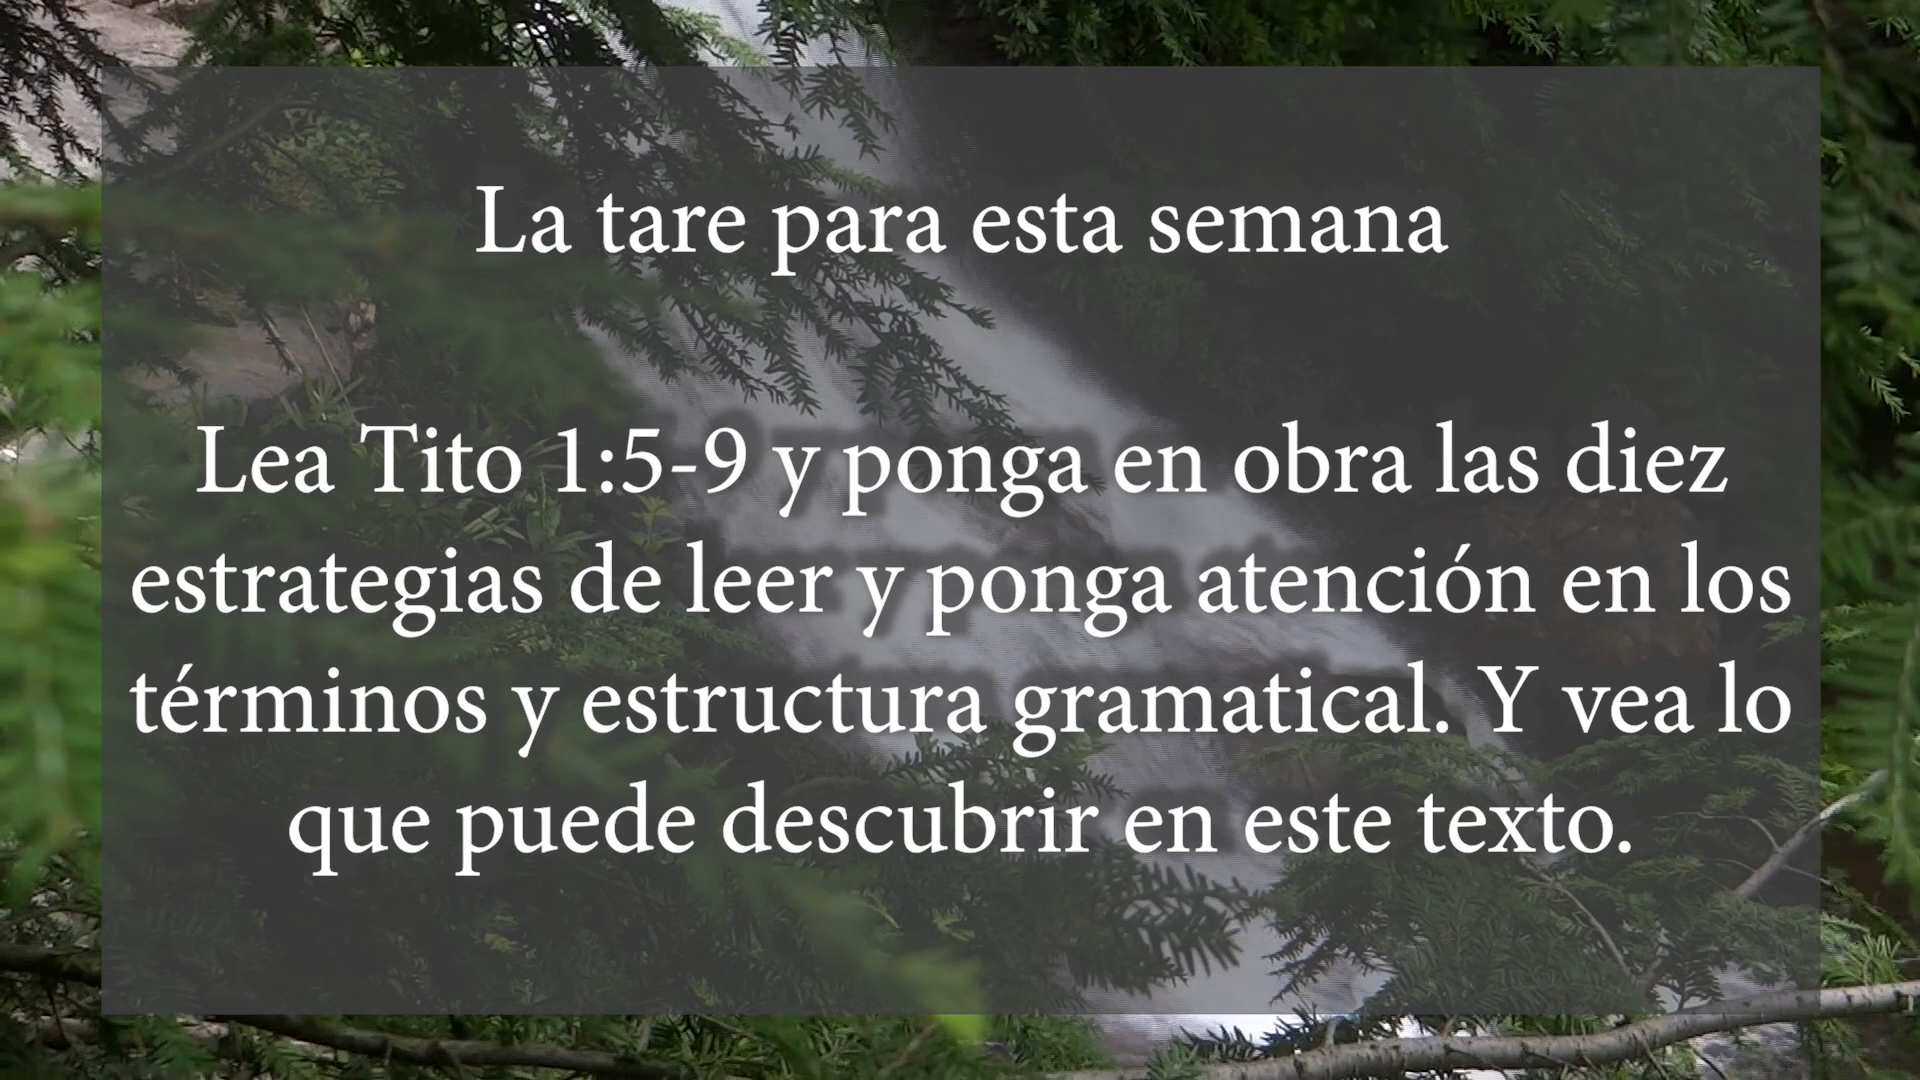 La tare para esta semana
Lea Tito 1:5-9 y ponga en obra las diez
estrategias de leer y ponga atención en los
términos y estructura gramatical. Y vea lo
que puede descubrir en este texto.